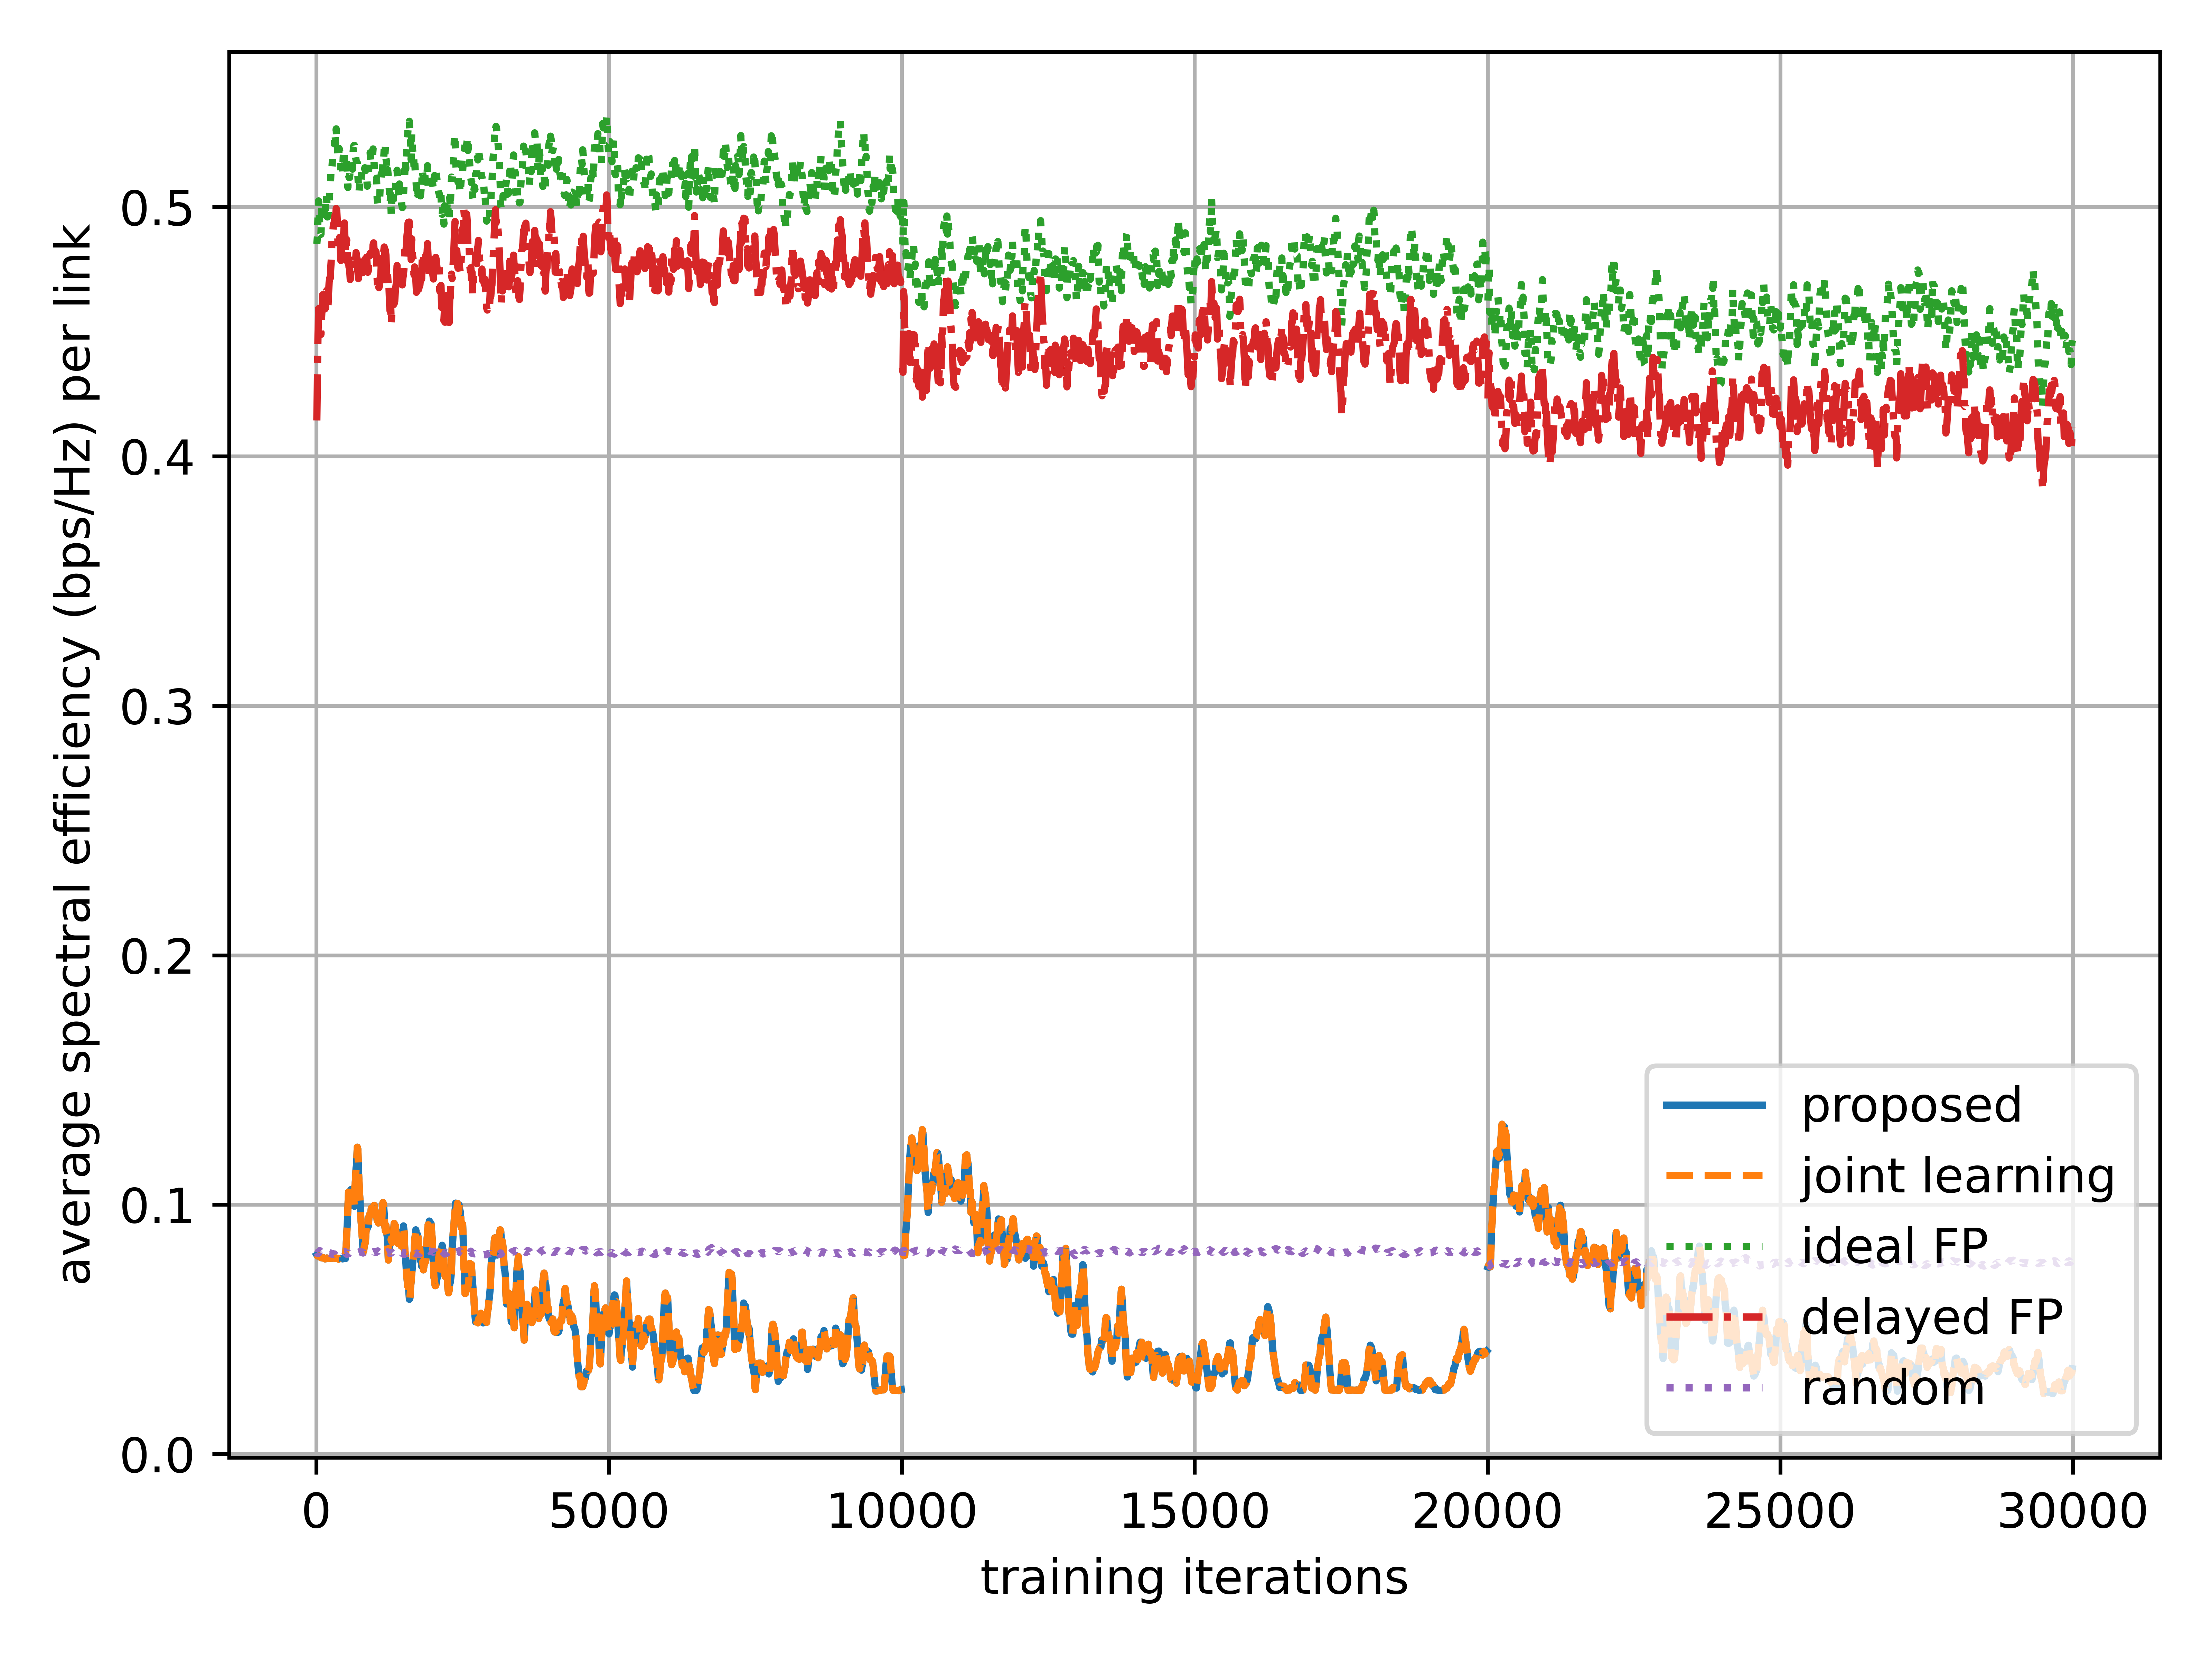 average spectral efficiency (bps/Hz) per link
0.5
0.4
0.3
0.2
0.1
0.0
proposed
joint learning
ideal FP
delayed FP
random
0 5000 10000 15000 20000 25000 30000
training iterations